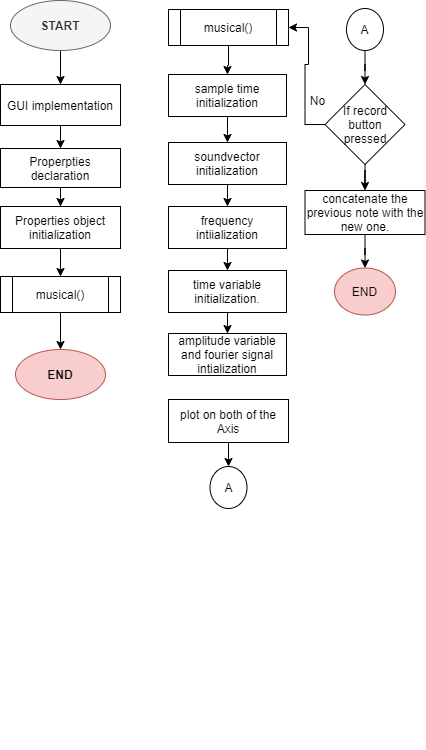 START
GUI implementation
Properpties
declaration
Properties object
initialization
musical()
END
musical()
sample time
initialization
soundvector
initialization
frequency
intiialization
time variable
initialization.
amplitude variable
and fourier signal
intialization
plot on both of the
Axis
A
A
If record
button
pressed
No
concatenate the
previous note with the
new one.
END